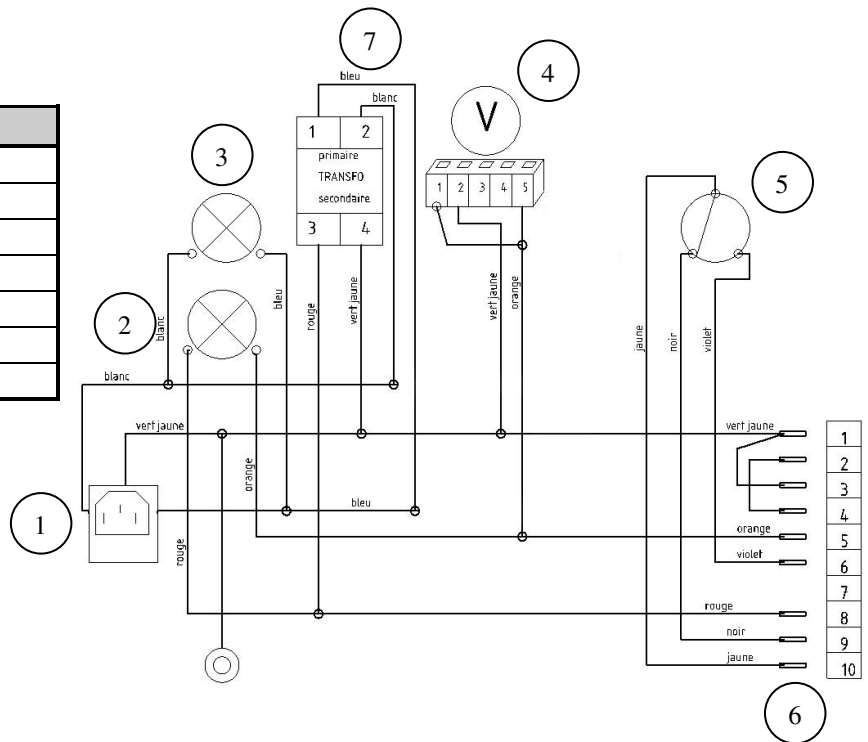 7
4
bleu
blanc
1 2
primaire
TRANSFO
secondaire
3 4
V
1 2 3 4 5
3
5
2
blanc
bleu
rouge
vert jaune
vert jaune
orange
jaune
noir
violet
blanc
vert jaune
vert jaune
orange
bleu
1
rouge
orange
violet
rouge
noir
jaune
1
2
3
4
5
6
7
8
9
10
6